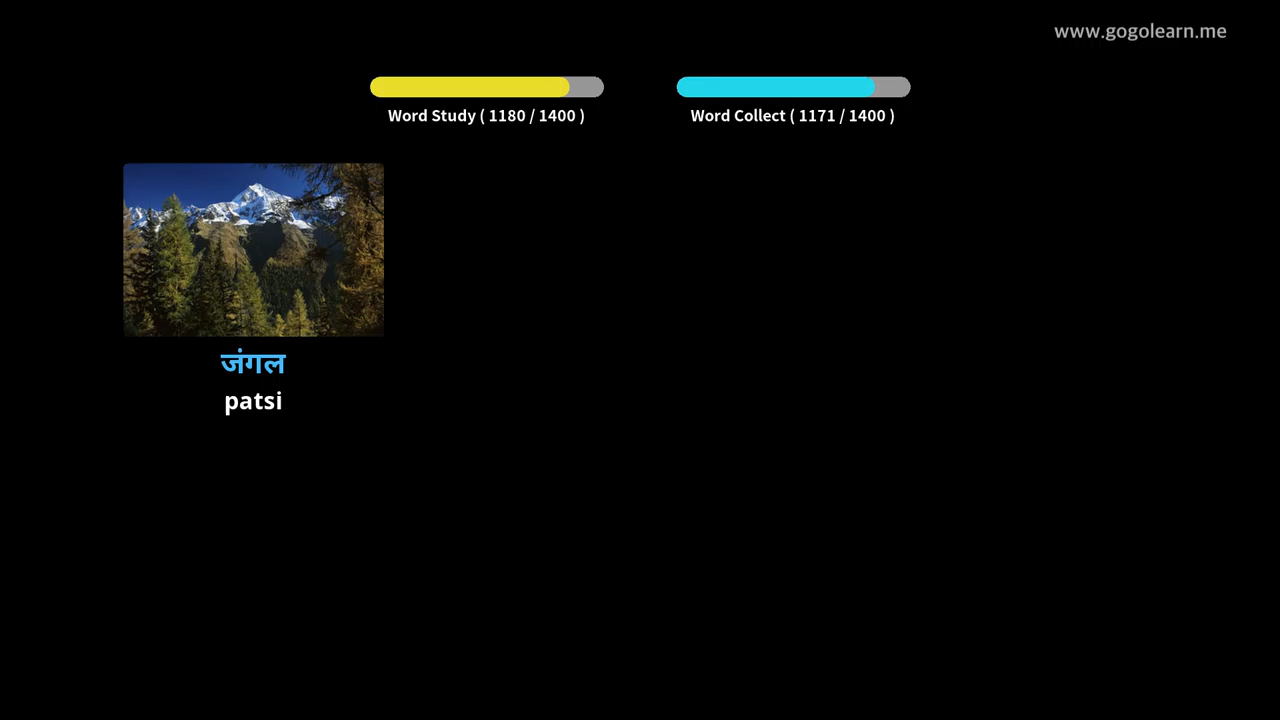 www.gogolearn.me
Word Study ( 1180 / 1400 )
Word Collect ( 1171 / 1400 )
जंगल
patsi